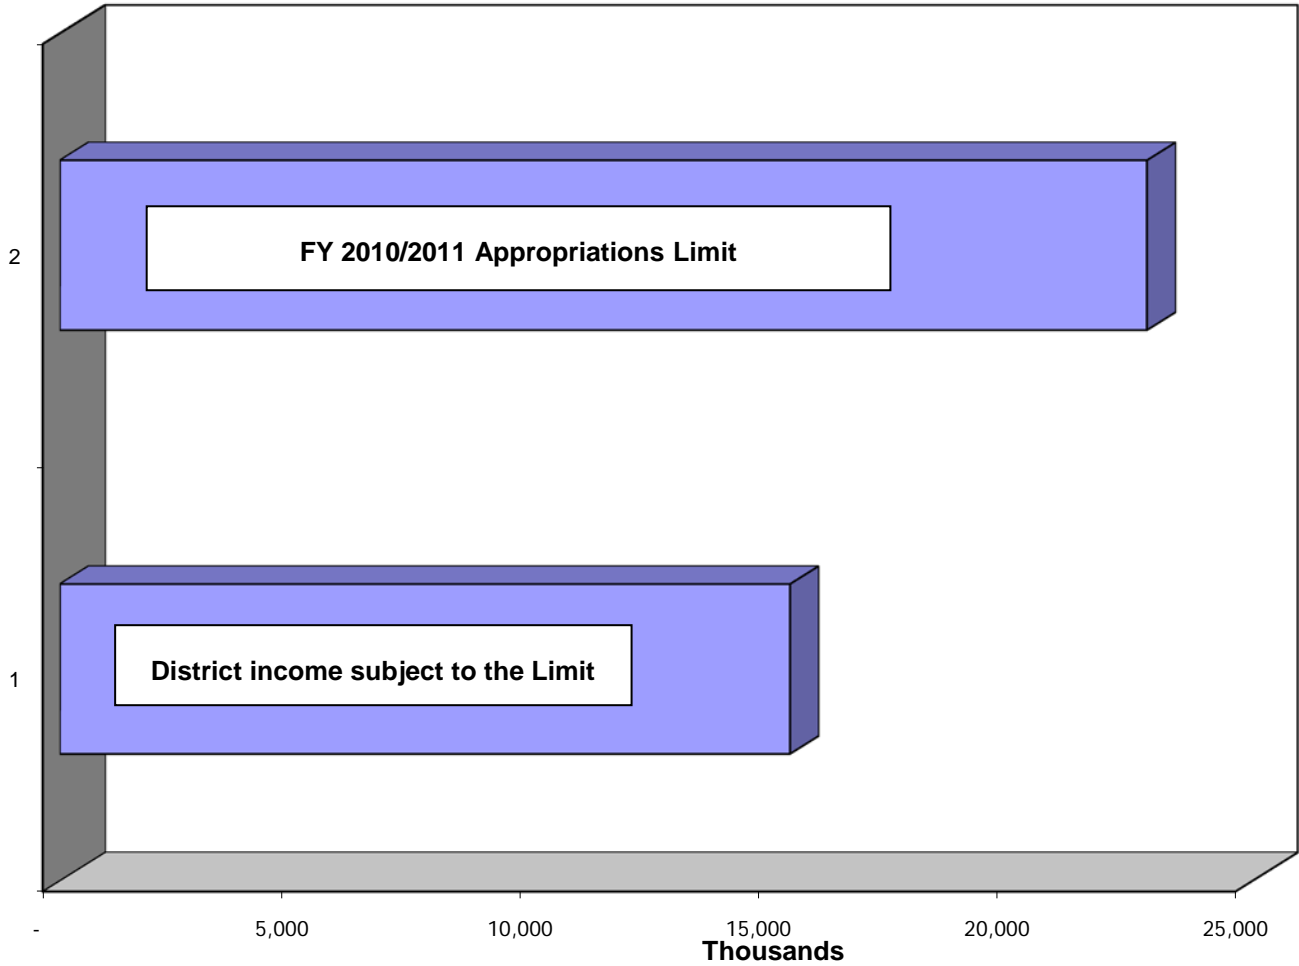 2
FY 2010/2011 Appropriations Limit
1
District income subject to the Limit
- 5,000 10,000 15,000 20,000 25,000
Thousands